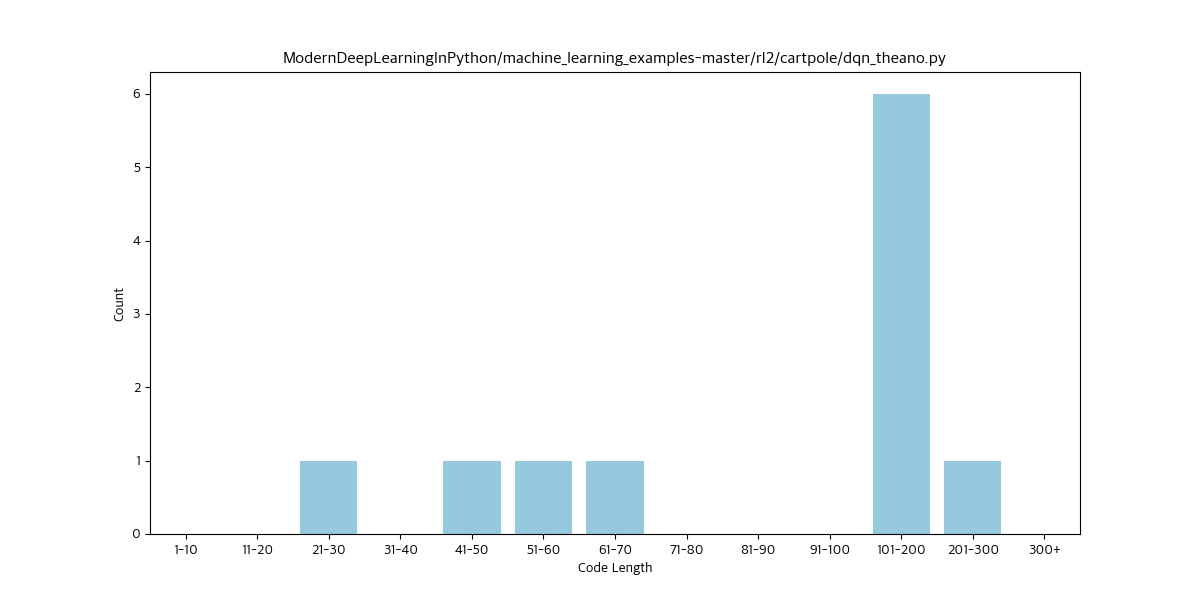 ModernDeepLearningInPython/machine_learning_examples-master/rl2/cartpole/dqn_theano.py
6
5
4
3
2
1
0
Count
1-10 11-20 21-30 31-40 41-50 51-60 61-70 71-80 81-90 91-100 101-200 201-300 300+
Code Length